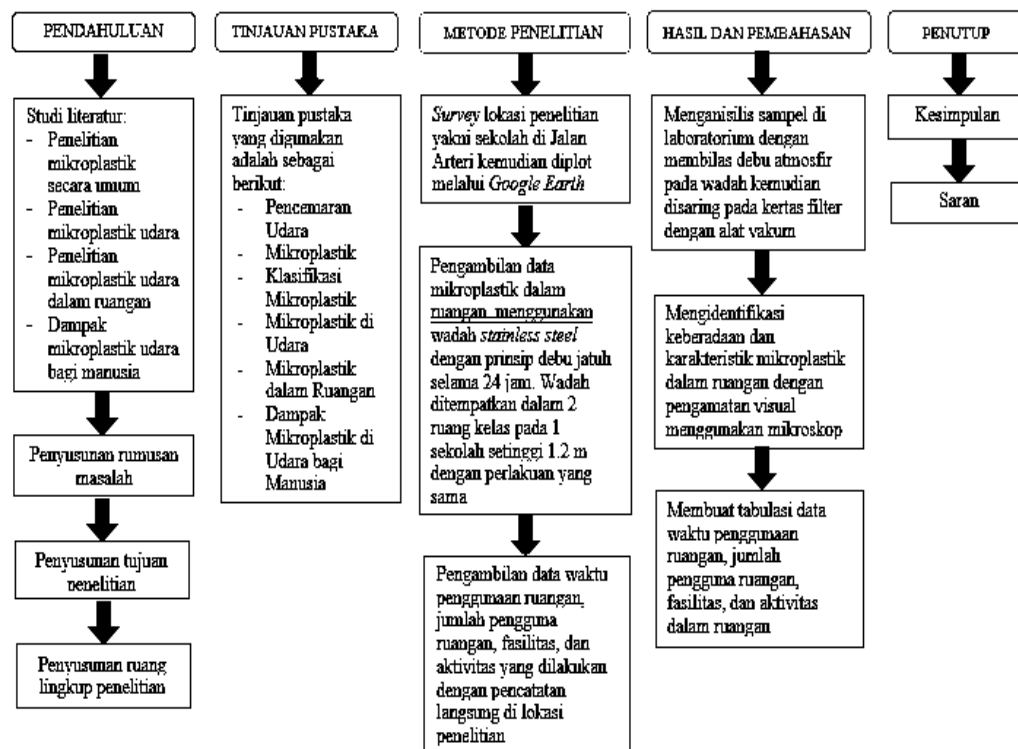 PENDAHULUAN
Studi literatur:
- Penelitian
mikroplastik
secara umum
- Penelitian
mikroplastik udara
- Penelitian
mikroplastik udara
dalam ruangan
- Dampak
mikroplastik udara
bagi manusia
Penyusunan rumusan
masalah
Penyusunan tujuan
penelitian
Penyusunan ruang
lingkup penelitian
TINJAUAN PUSTAKA
Tinjauan pustaka
yang digunakan
adalah sebagai
berikut:
- Pencemaran
Udara
- Mikroplastik
- Klasifikasi
Mikroplastik
- Mikroplastik di
Udara
- Mikroplastik
dalam Ruangan
- Dampak
Mikroplastik di
Udara bagi
Manusia
METODE PENELITIAN
Survey lokasi penelitian
yakni sekolah di Jalan
Arteri kemudian diplot
melalui Google Earth
Pengambilan data
mikroplastik dalam
ruangan menggunakan
wadah stainless steel
dengan prinsip debu jatuh
selama 24 jam. Wadah
ditempatkan dalam 2
ruang kelas pada 1
sekolah setinggi 1.2 m
dengan perlakuan yang
sama
Pengambilan data waktu
penggunaan ruangan,
jumlah pengguna
ruangan, fasilitas, dan
aktivitas yang dilakukan
dengan pencatatan
langsung di lokasi
penelitian
HASIL DAN PEMBAHASAN
Menganisilis sampel di
laboratorium dengan
membilas debu atmosfir
pada wadah kemudian
disaring pada kertas filter
dengan alat vakum
Mengidentifikasi
keberadaan dan
karakteristik mikroplastik
dalam ruangan dengan
pengamatan visual
menggunakan mikroskop
Membuat tabulasi data
waktu penggunaan
ruangan, jumlah
pengguna ruangan,
fasilitas, dan aktivitas
dalam ruangan
PENUTUP
Kesimpulan
Saran